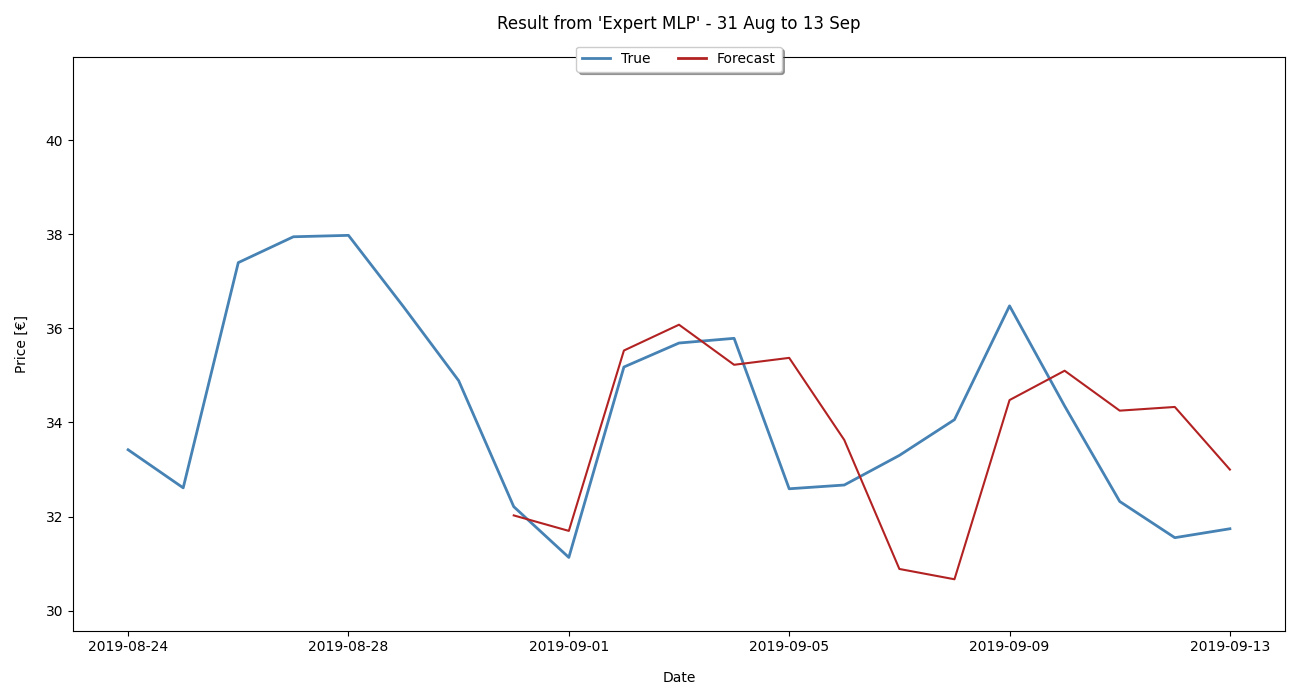 Result from 'Expert MLP' - 31 Aug to 13 Sep
True Forecast
Price [€]
40
38
36
34
32
30
2019-08-24 2019-08-28 2019-09-01 2019-09-05 2019-09-09 2019-09-13
Date